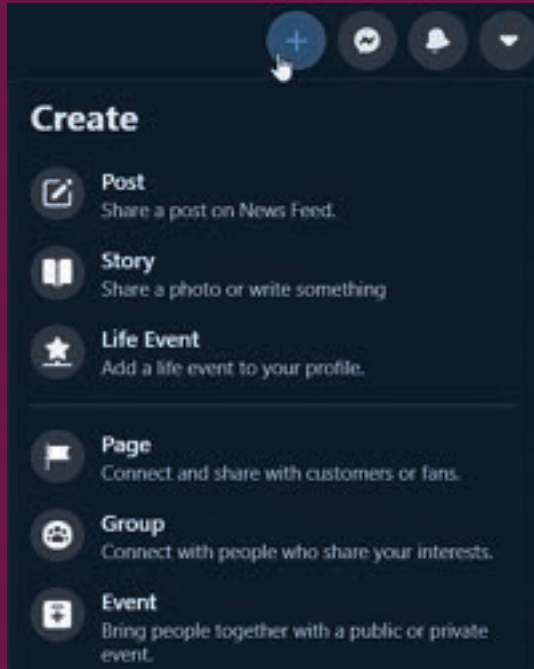 Create
Post
Share a post on News Feed.
Story
Share a photo or write something
Life Event
Add a life event to your profile.
Page
Connect and share with customers or fans.
Group
Connect with people who share your interests.
Event
Bring people together with a public or private
event.